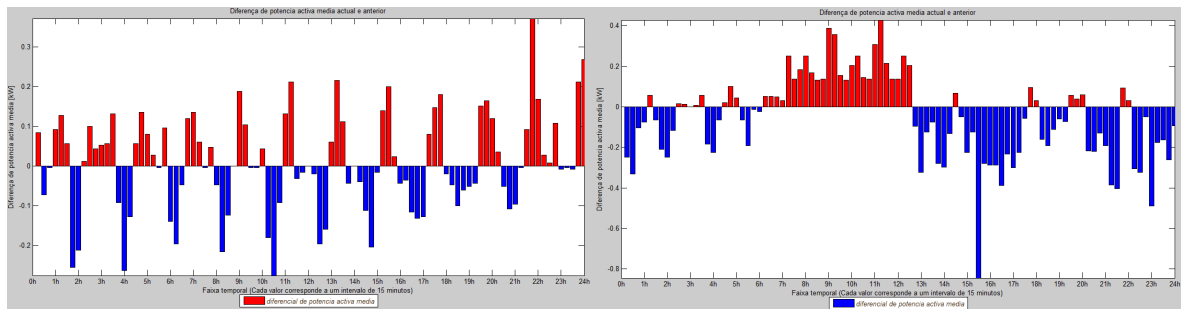 Diferença de potencia activa media actual e anterior
Diferença de potencia activa media [kW]
0.3
0.2
0.1
0
-0.1
-0.2
0h 1h 2h 3h 4h 5h 6h 7h 8h 9h 10h 11h 12h 13h 14h 15h 16h 17h 18h 19h 20h 21h 22h 23h 24h
Faixa temporal (Cada valor corresponde a um intervalo de 15 minutos)
diferencial de potencia activa media
Diferença de potencia activa media actual e anterior
Diferença de potencia activa media [kW]
0.4
0.2
0
-0.2
-0.4
-0.6
-0.8
0h 1h 2h 3h 4h 5h 6h 7h 8h 9h 10h 11h 12h 13h 14h 15h 16h 17h 18h 19h 20h 21h 22h 23h 24h
Faixa temporal (Cada valor corresponde a um intervalo de 15 minutos)
diferencial de potencia activa media